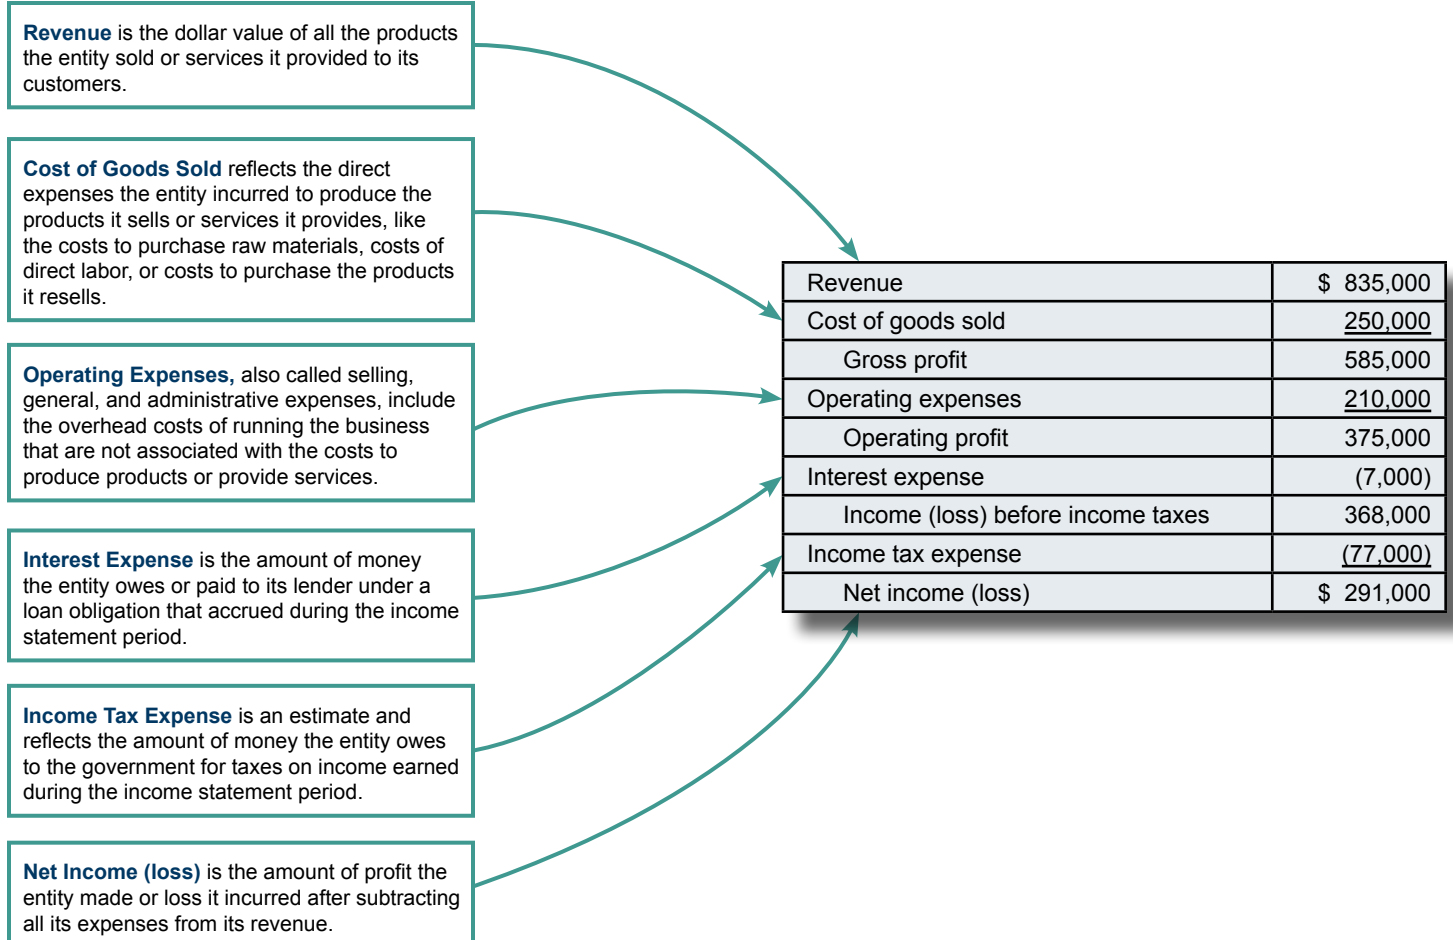 Revenue is the dollar value of all the products
the entity sold or services it provided to its
customers.
Cost of Goods Sold reflects the direct
expenses the entity incurred to produce the
products it sells or services it provides, like
the costs to purchase raw materials, costs of
direct labor, or costs to purchase the products
it resells.
Operating Expenses, also called selling,
general, and administrative expenses, include
the overhead costs of running the business
that are not associated with the costs to
produce products or provide services.
Interest Expense is the amount of money
the entity owes or paid to its lender under a
loan obligation that accrued during the income
statement period.
Income Tax Expense is an estimate and
reflects the amount of money the entity owes
to the government for taxes on income earned
during the income statement period.
Net Income (loss) is the amount of profit the
entity made or loss it incurred after subtracting
all its expenses from its revenue.
Revenue $ 835,000
Cost of goods sold 250,000
Gross profit 585,000
Operating expenses 210,000
Operating profit 375,000
Interest expense (7,000)
Income (loss) before income taxes 368,000
Income tax expense (77,000)
Net income (loss) $ 291,000